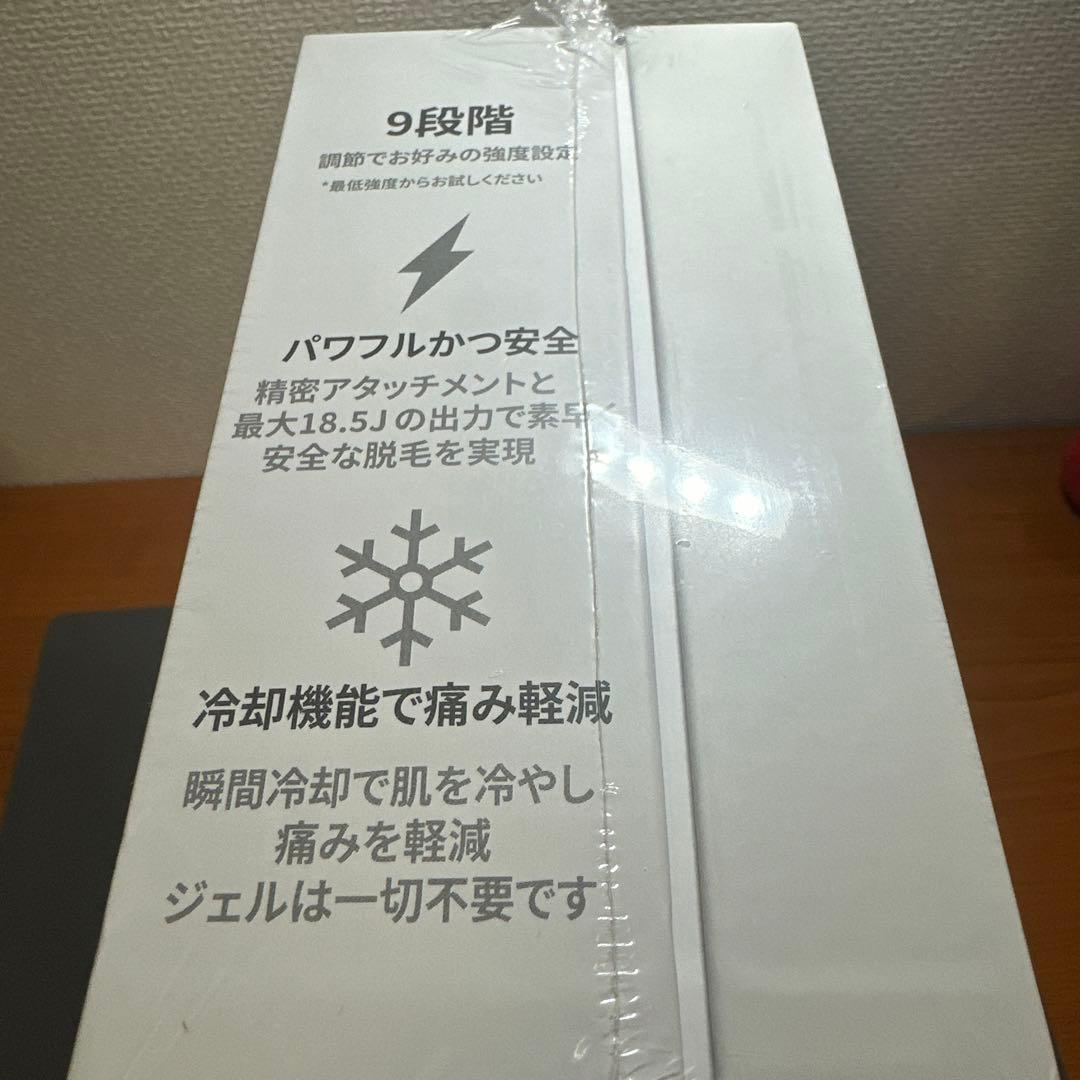 9段階
調節でお好みの強度設定
*最低強度からお試しください
パワフルかつ安全
精密アタッチメントと
最大18.5Jの出力で素早く
安全な脱毛を実現
冷却機能で痛み軽減
瞬間冷却で肌を冷やし
痛みを軽減
ジェルは一切不要です